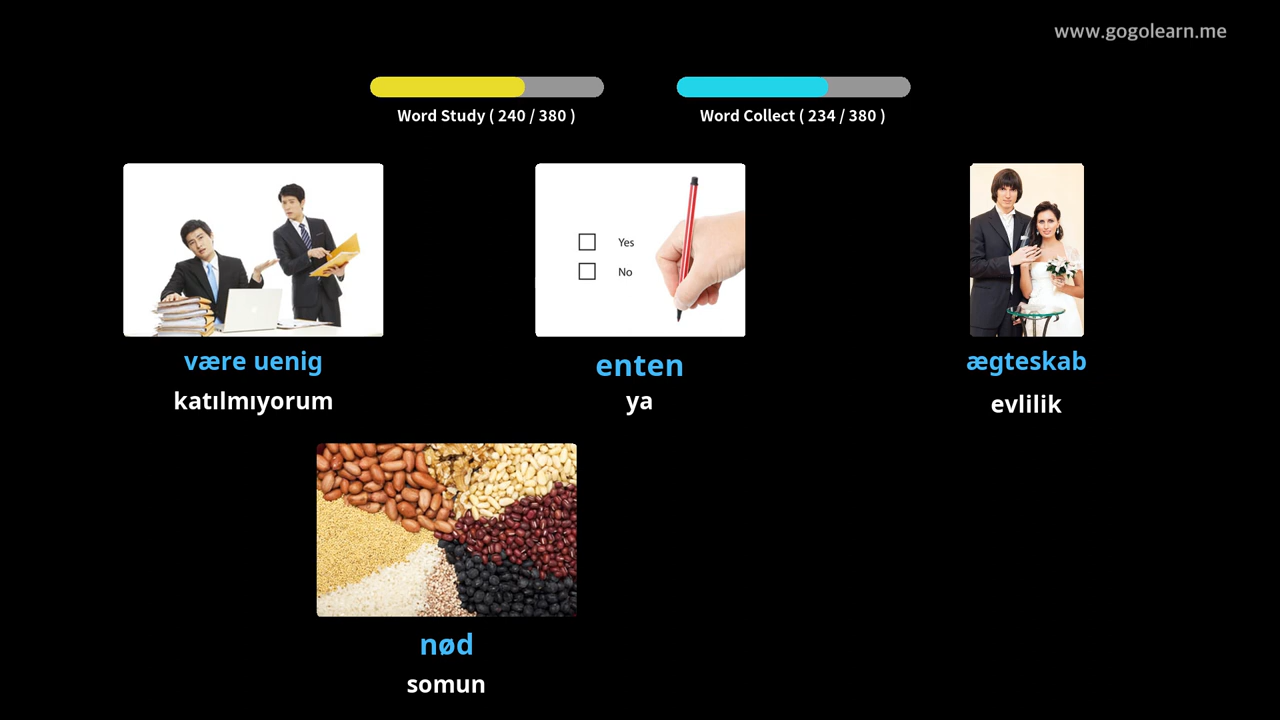 www.gogolearn.me
Word Study ( 240 / 380 )
Word Collect ( 234 / 380 )
Yes
No
være uenig
katılmıyorum
enten
ya
ægteskab
evlilik
nød
somun